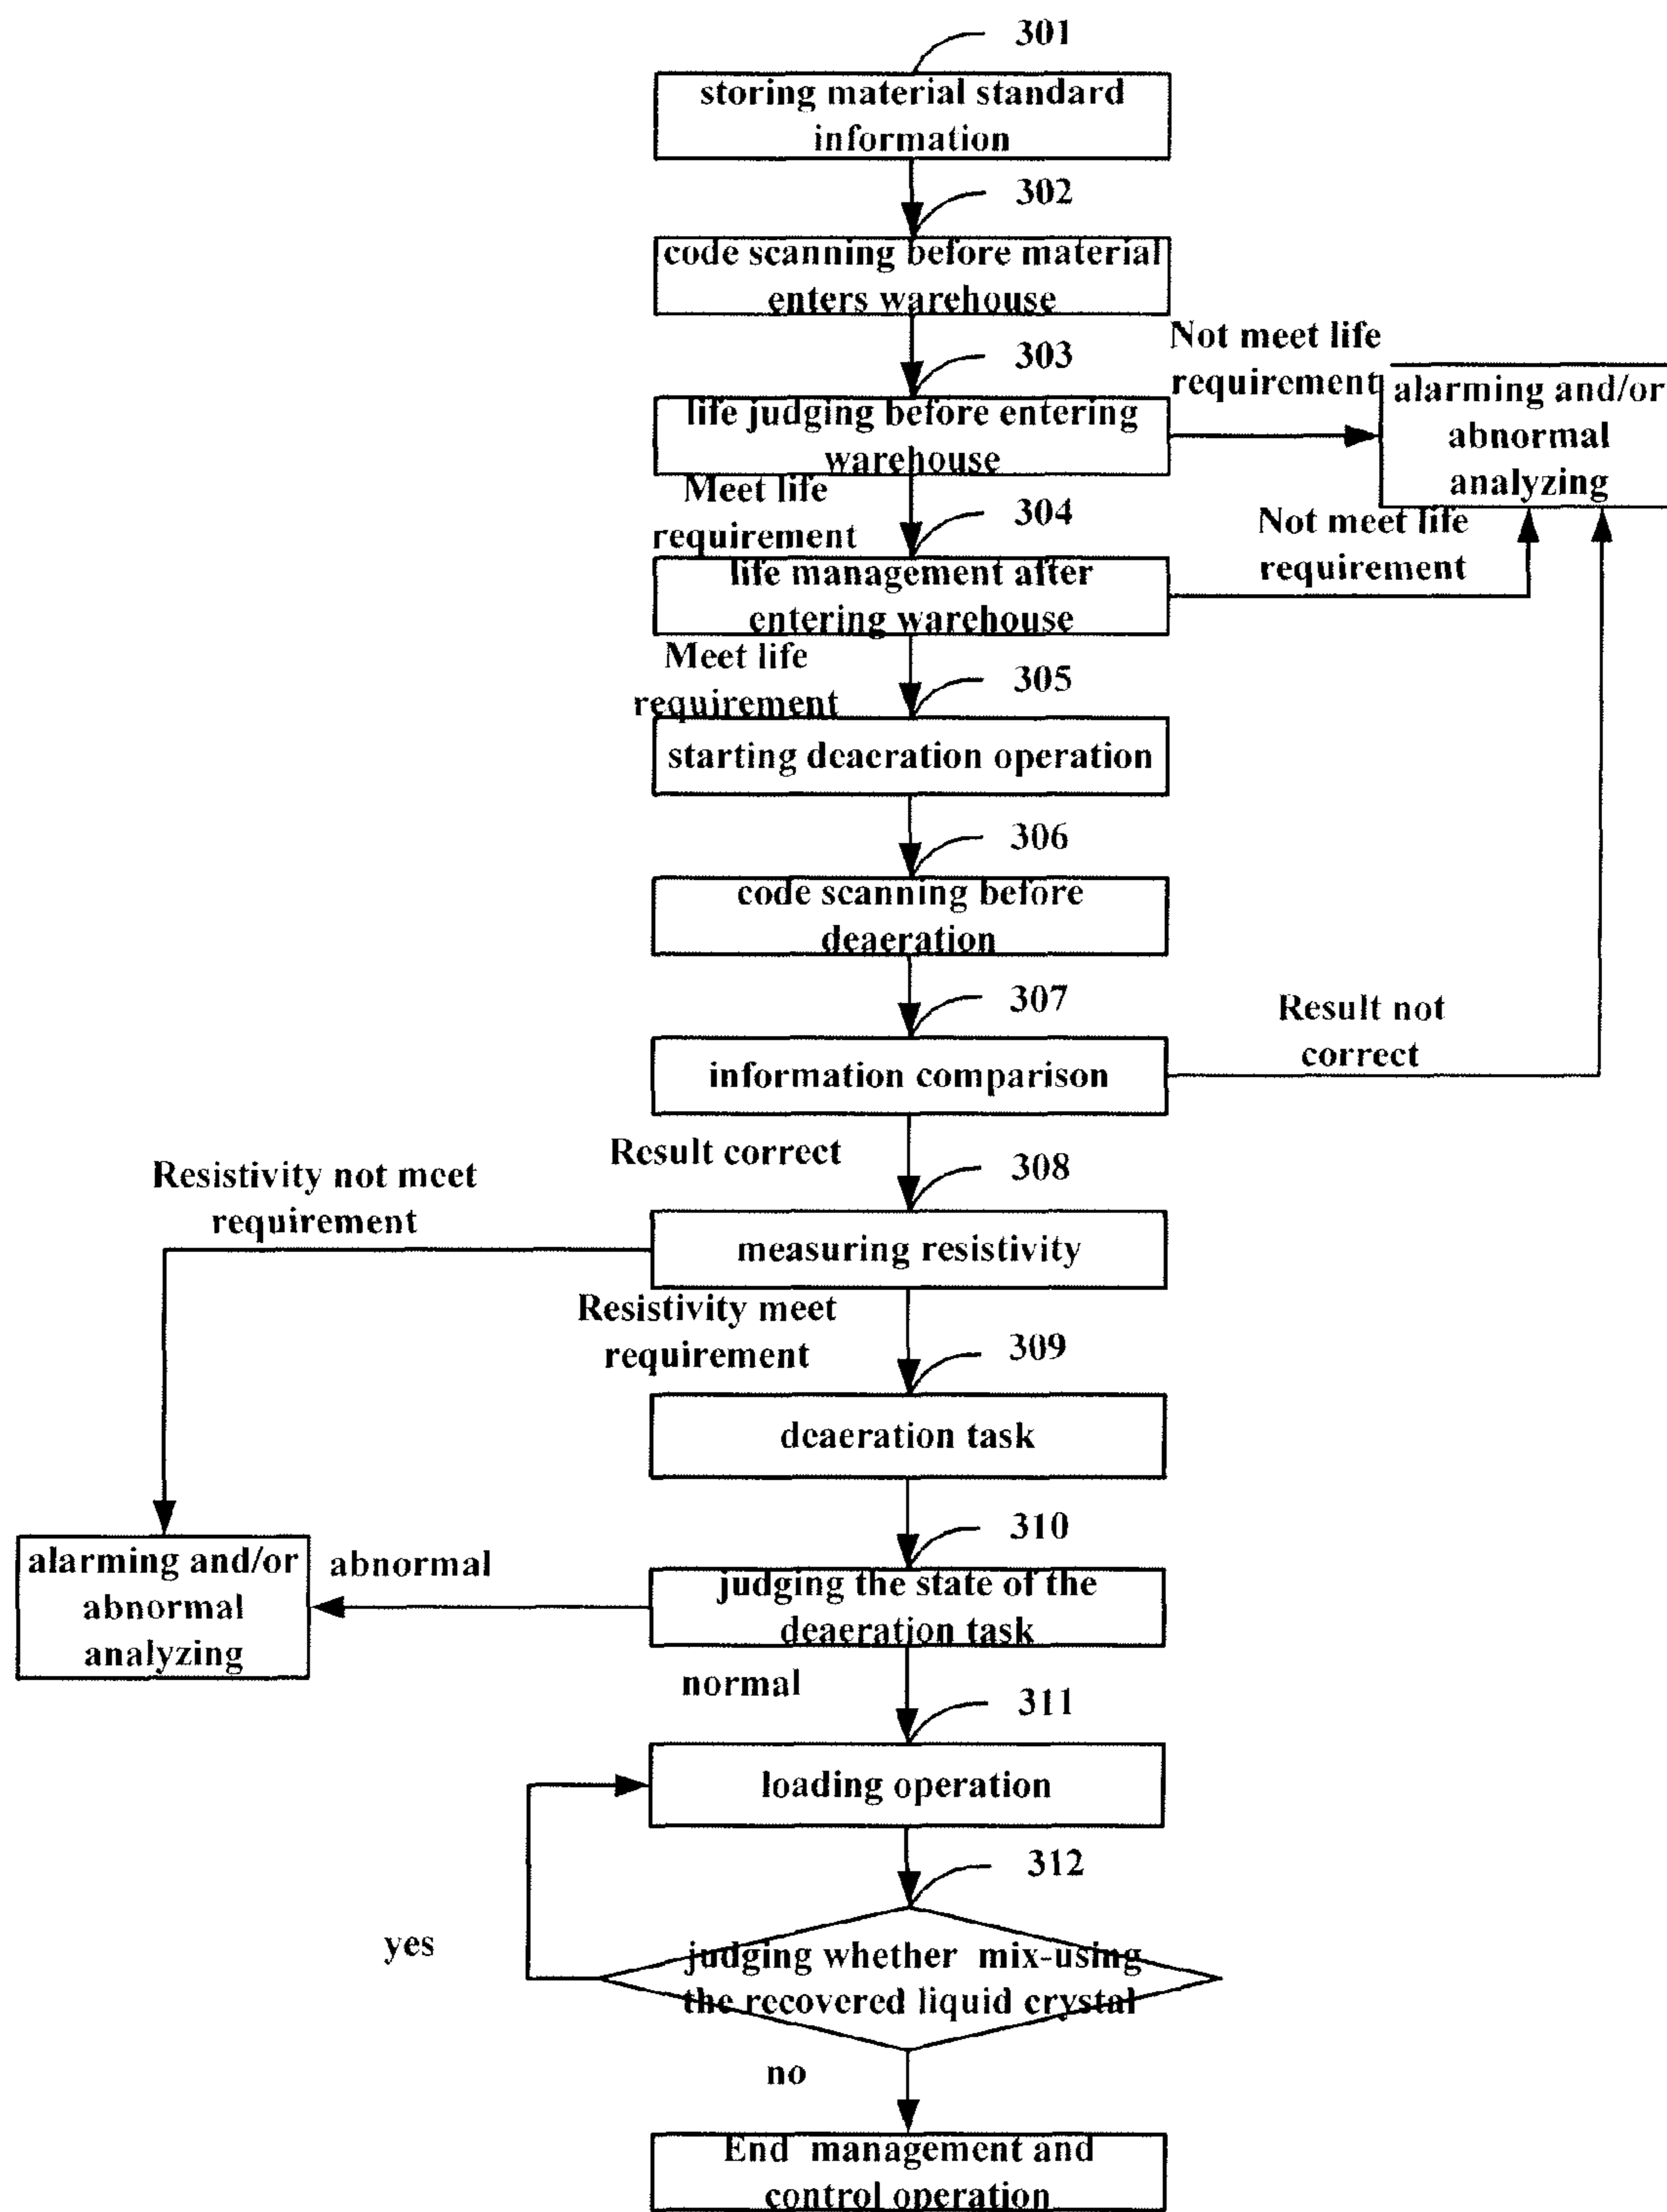 301
storing material standard
information
302
code scanning before material
enters warehouse
303
life judging before entering
warehouse
Not meet life
requirement
alarming and/or
abnormal
analyzing
Meet life
requirement
304
life management after
entering warehouse
Not meet life
requirement
Meet life
requirement
305
starting deaeration operation
306
code scanning before
deaeration
307
information comparison
Result not
correct
Result correct
308
measuring resistivity
Resistivity not meet
requirement
Resistivity meet
requirement
309
deaeration task
310
judging the state of the
deaeration task
abnormal
alarming and/or
abnormal
analyzing
normal
311
loading operation
312
judging whether mix-using
the recovered liquid crystal
yes
no
End management and
control operation